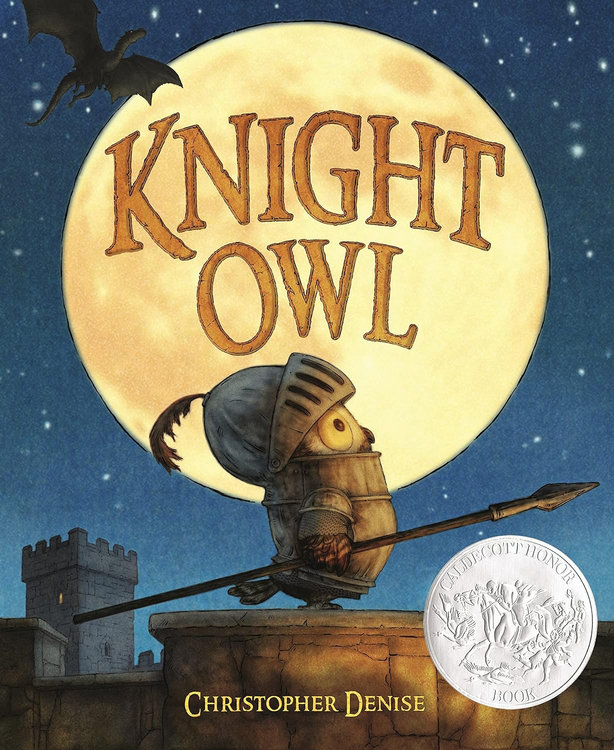 KNIGHT
OWL
CALDECOTT HONOR
BOOK
CHRISTOPHER DENISE